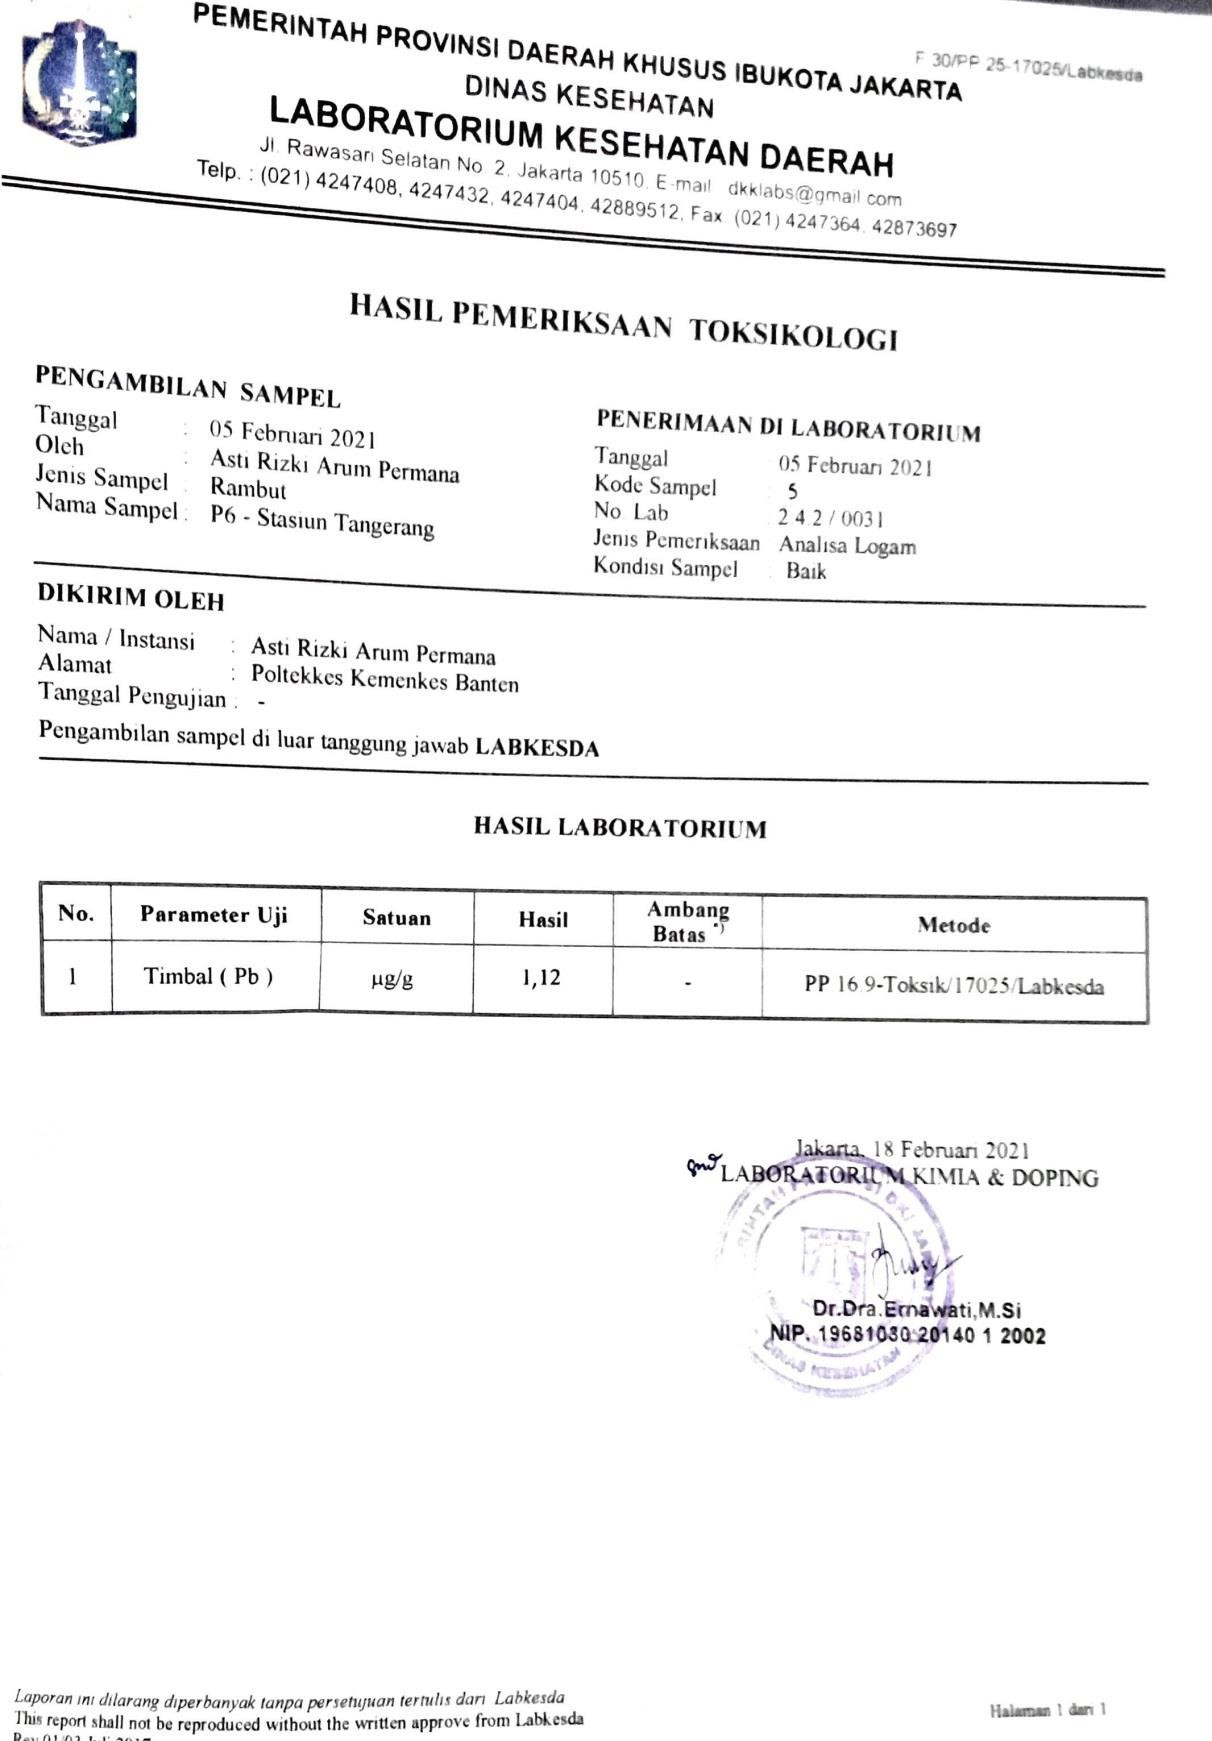 F 30/PP 25-17025/Labkesda
PEMERINTAH PROVINSI DAERAH KHUSUS IBUKOTA JAKARTA
DINAS KESEHATAN
LABORATORIUM KESEHATAN DAERAH
Jl. Rawasari Selatan No. 2, Jakarta 10510, E-mail dkklabs@gmail.com
Telp. : (021) 4247408, 4247432, 4247404, 42889512, Fax (021) 4247364, 42873697
HASIL PEMERIKSAAN TOKSIKOLOGI
PENGAMBILAN SAMPEL
Tanggal : 05 Februari 2021
Oleh : Asti Rizki Arum Permana
Jenis Sampel : Rambut
Nama Sampel : P6 - Stasiun Tangerang
PENERIMAAN DI LABORATORIUM
Tanggal 05 Februari 2021
Kode Sampel : 5
No. Lab 2.4.2 / 0031
Jenis Pemeriksaan Analisa Logam
Kondisi Sampel : Baik
DIKIRIM OLEH
Nama / Instansi : Asti Rizki Arum Permana
Alamat : Poltekkes Kemenkes Banten
Tanggal Pengujian : -
Pengambilan sampel di luar tanggung jawab LABKESDA
HASIL LABORATORIUM
No. Parameter Uji Satuan Hasil Ambang Batas *) Metode
1 Timbal ( Pb ) µg/g 1,12 - PP 16.9-Toksik/17025/Labkesda
Jakarta, 18 Februari 2021
LABORATORIUM KIMIA & DOPING
DINAS KESEHATAN
Dr.Dra.Ernawati,M.Si
NIP. 19681030 20140 1 2002
Laporan ini dilarang diperbanyak tanpa persetujuan tertulis dari Labkesda
This report shall not be reproduced without the written approve from Labkesda
Halaman 1 dari 1